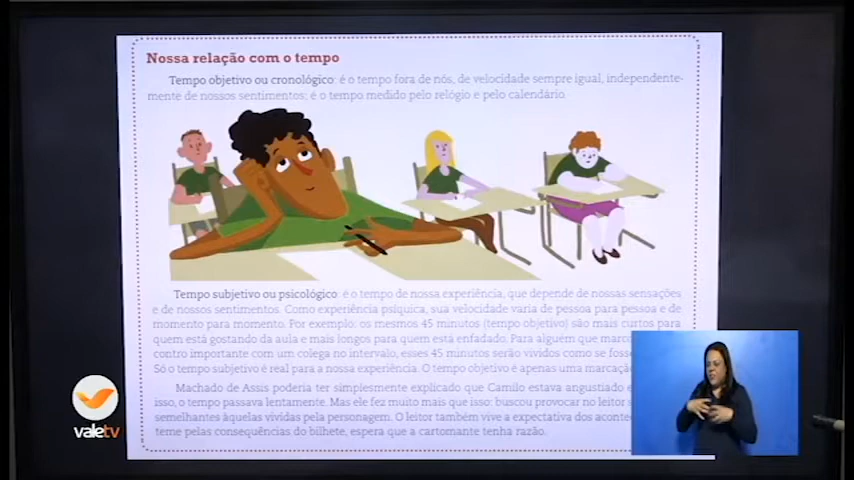 Nossa relação com o tempo
Tempo objetivo ou cronológico: é o tempo fora de nós, de velocidade sempre igual, independente-
mente de nossos sentimentos; é o tempo medido pelo relógio e pelo calendário.
Tempo subjetivo ou psicológico: é o tempo de nossa experiência, que depende de nossas sensações
e de nossos sentimentos. Como experiência psíquica, sua velocidade varia de pessoa para pessoa e de
momento para momento. Por exemplo: os mesmos 45 minutos (tempo objetivo) são mais curtos para
quem está gostando da aula e mais longos para quem está enfadado. Para alguém que
contro importante com um colega no intervalo, esses 45 minutos serão vividos como se
Só o tempo subjetivo é real para a nossa experiência. O tempo objetivo é apenas uma
Machado de Assis poderia ter simplesmente explicado que Camilo estava angustiado e
isso, o tempo passava lentamente. Mas ele fez muito mais que isso: buscou provocar no leitor
semelhantes àquelas vividas pela personagem. O leitor também vive a expectativa dos
teme pelas consequências do bilhete, espera que a cartomante tenha razão.
valetv